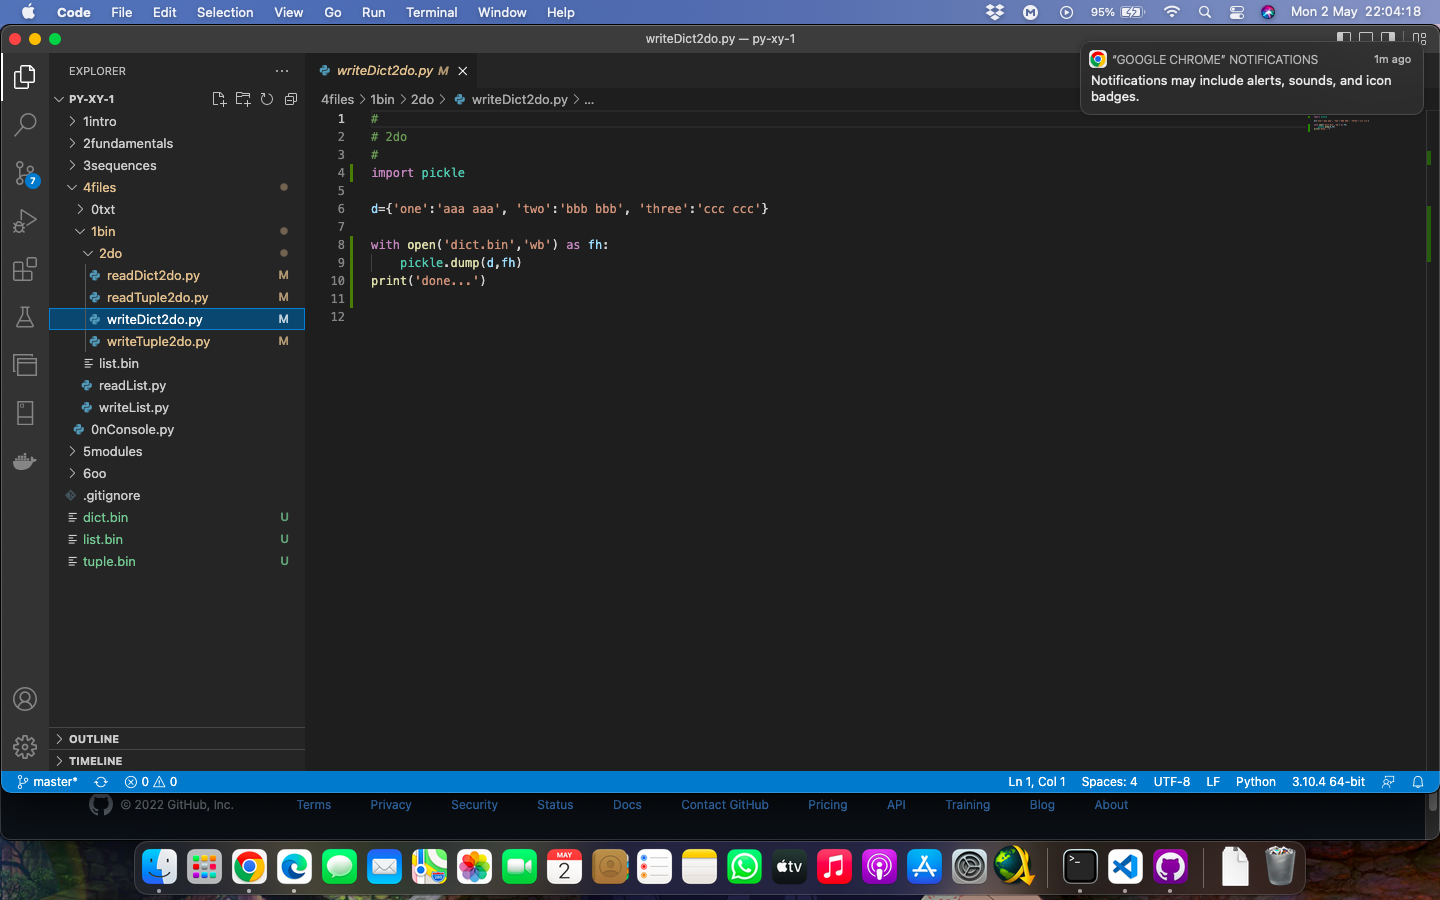 Code File Edit Selection View Go Run Terminal Window Help 95% Mon 2 May 22:04:18
writeDict2do.py — py-xy-1
"GOOGLE CHROME" NOTIFICATIONS 1m ago
Notifications may include alerts, sounds, and icon
badges.
EXPLORER
PY-XY-1
1intro
2fundamentals
3sequences
4files
0txt
1bin
2do
readDict2do.py M
readTuple2do.py M
writeDict2do.py M
writeTuple2do.py M
list.bin
readList.py
writeList.py
0nConsole.py
5modules
6oo
.gitignore
dict.bin U
list.bin U
tuple.bin U
OUTLINE
TIMELINE
7
writeDict2do.py M
4files > 1bin > 2do > writeDict2do.py > ...
1 #
2 # 2do
3 #
4 import pickle
5
6 d={'one':'aaa aaa', 'two':'bbb bbb', 'three':'ccc ccc'}
7
8 with open('dict.bin','wb') as fh:
9 pickle.dump(d,fh)
10 print('done...')
11
12
master* 0 0 Ln 1, Col 1 Spaces: 4 UTF-8 LF Python 3.10.4 64-bit
© 2022 GitHub, Inc. Terms Privacy Security Status Docs Contact GitHub Pricing API Training Blog About
MAY
2
tv